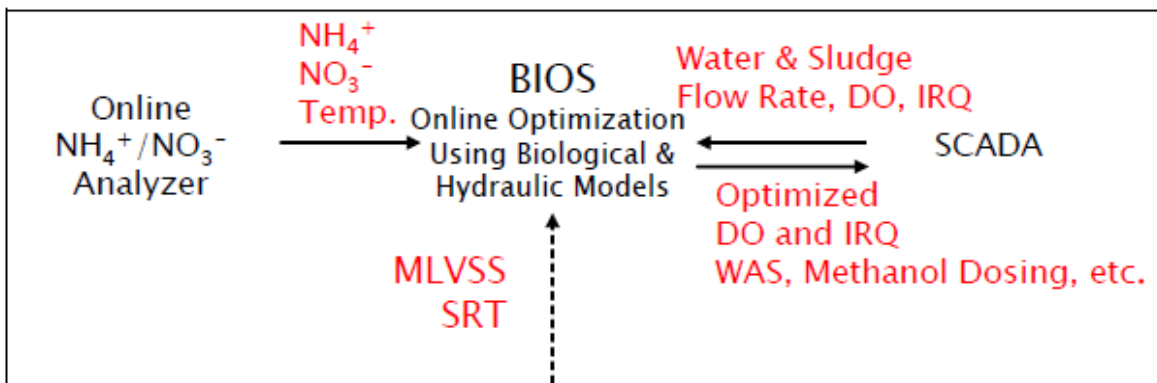 Online
NH₄⁺/NO₃⁻
Analyzer
NH₄⁺
NO₃⁻
Temp.
BIOS
Online Optimization
Using Biological &
Hydraulic Models
Water & Sludge
Flow Rate, DO, IRQ
SCADA
Optimized
DO and IRQ
WAS, Methanol Dosing, etc.
MLVSS
SRT